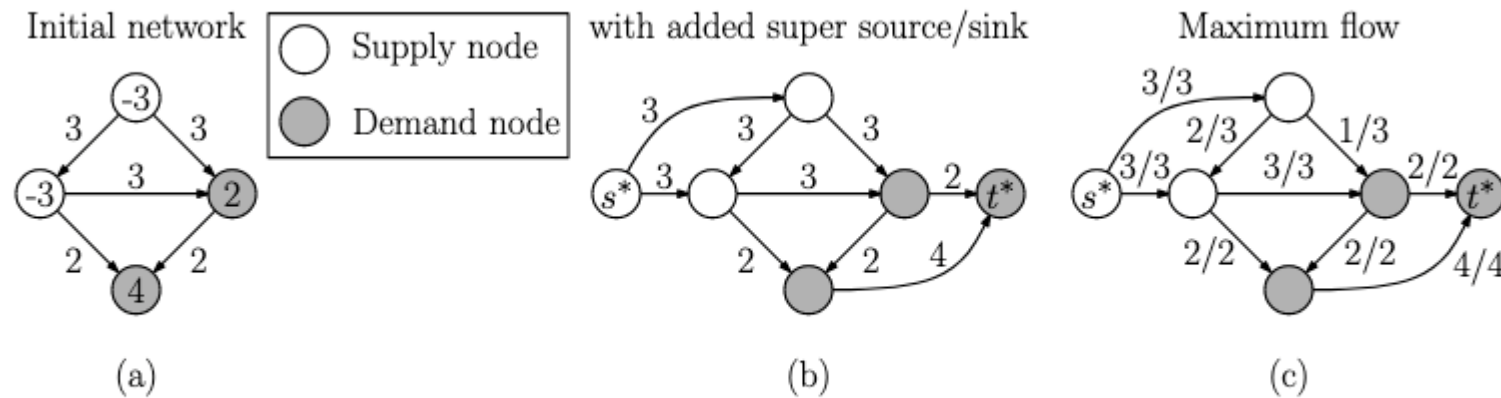 Initial network
Supply node
Demand node
with added super source/sink
Maximum flow
-3
3 3
-3 3 2
2 2
4
3
3 3
s* 3 3 2 t*
2 2 4
3/3
2/3 1/3
s* 3/3 3/3 2/2 t*
2/2 2/2 4/4
(a)
(b)
(c)